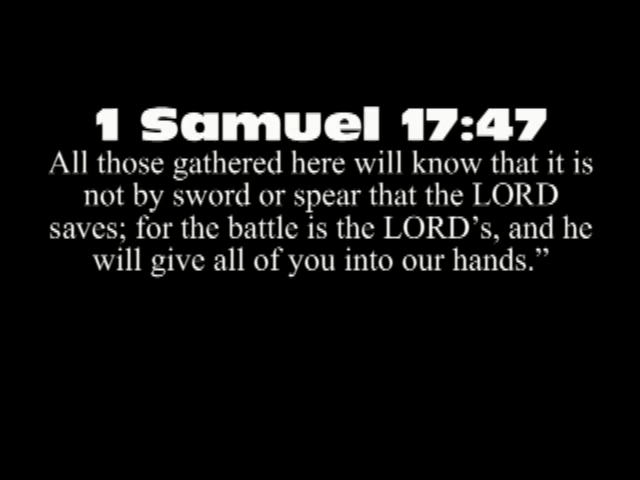 1 Samuel 17:47
All those gathered here will know that it is
not by sword or spear that the LORD
saves; for the battle is the LORD’s, and he
will give all of you into our hands.”